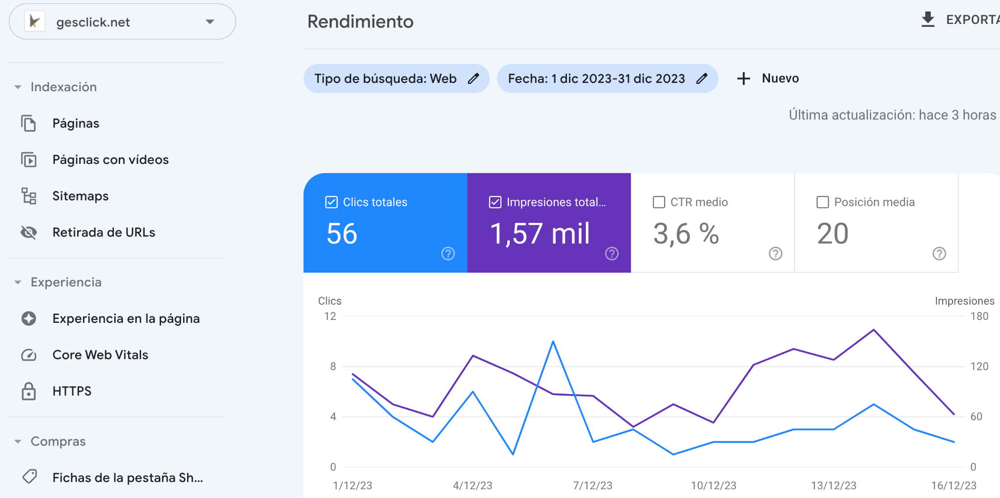 gesclick.net
Indexación
Páginas
Páginas con vídeos
Sitemaps
Retirada de URLs
Experiencia
Experiencia en la página
Core Web Vitals
HTTPS
Compras
Fichas de la pestaña Sh...
Rendimiento
EXPORTA
Tipo de búsqueda: Web
Fecha: 1 dic 2023-31 dic 2023
Nuevo
Última actualización: hace 3 horas
Clics totales
56
Impresiones total...
1,57 mil
CTR medio
3,6 %
Posición media
20
Clics
Impresiones
12
180
8
120
4
60
0
0
1/12/23
4/12/23
7/12/23
10/12/23
13/12/23
16/12/23